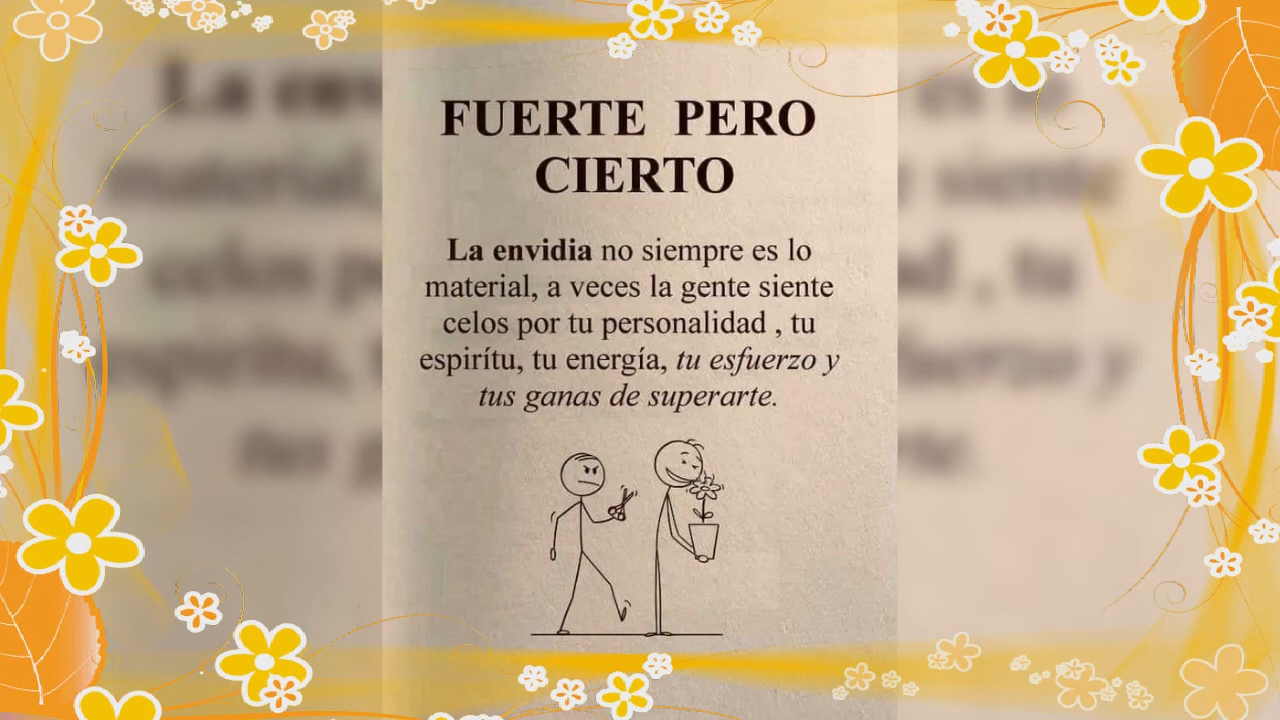 FUERTE PERO
CIERTO
La envidia no siempre es lo
material, a veces la gente siente
celos por tu personalidad , tu
espirítu, tu energía, tu esfuerzo y
tus ganas de superarte.